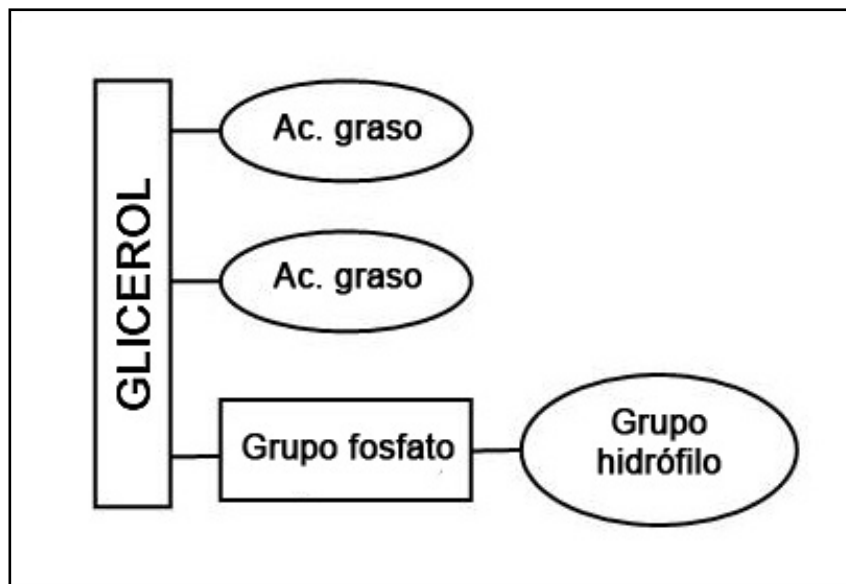 GLICEROL
Ac. graso
Ac. graso
Grupo fosfato
Grupo
hidrófilo